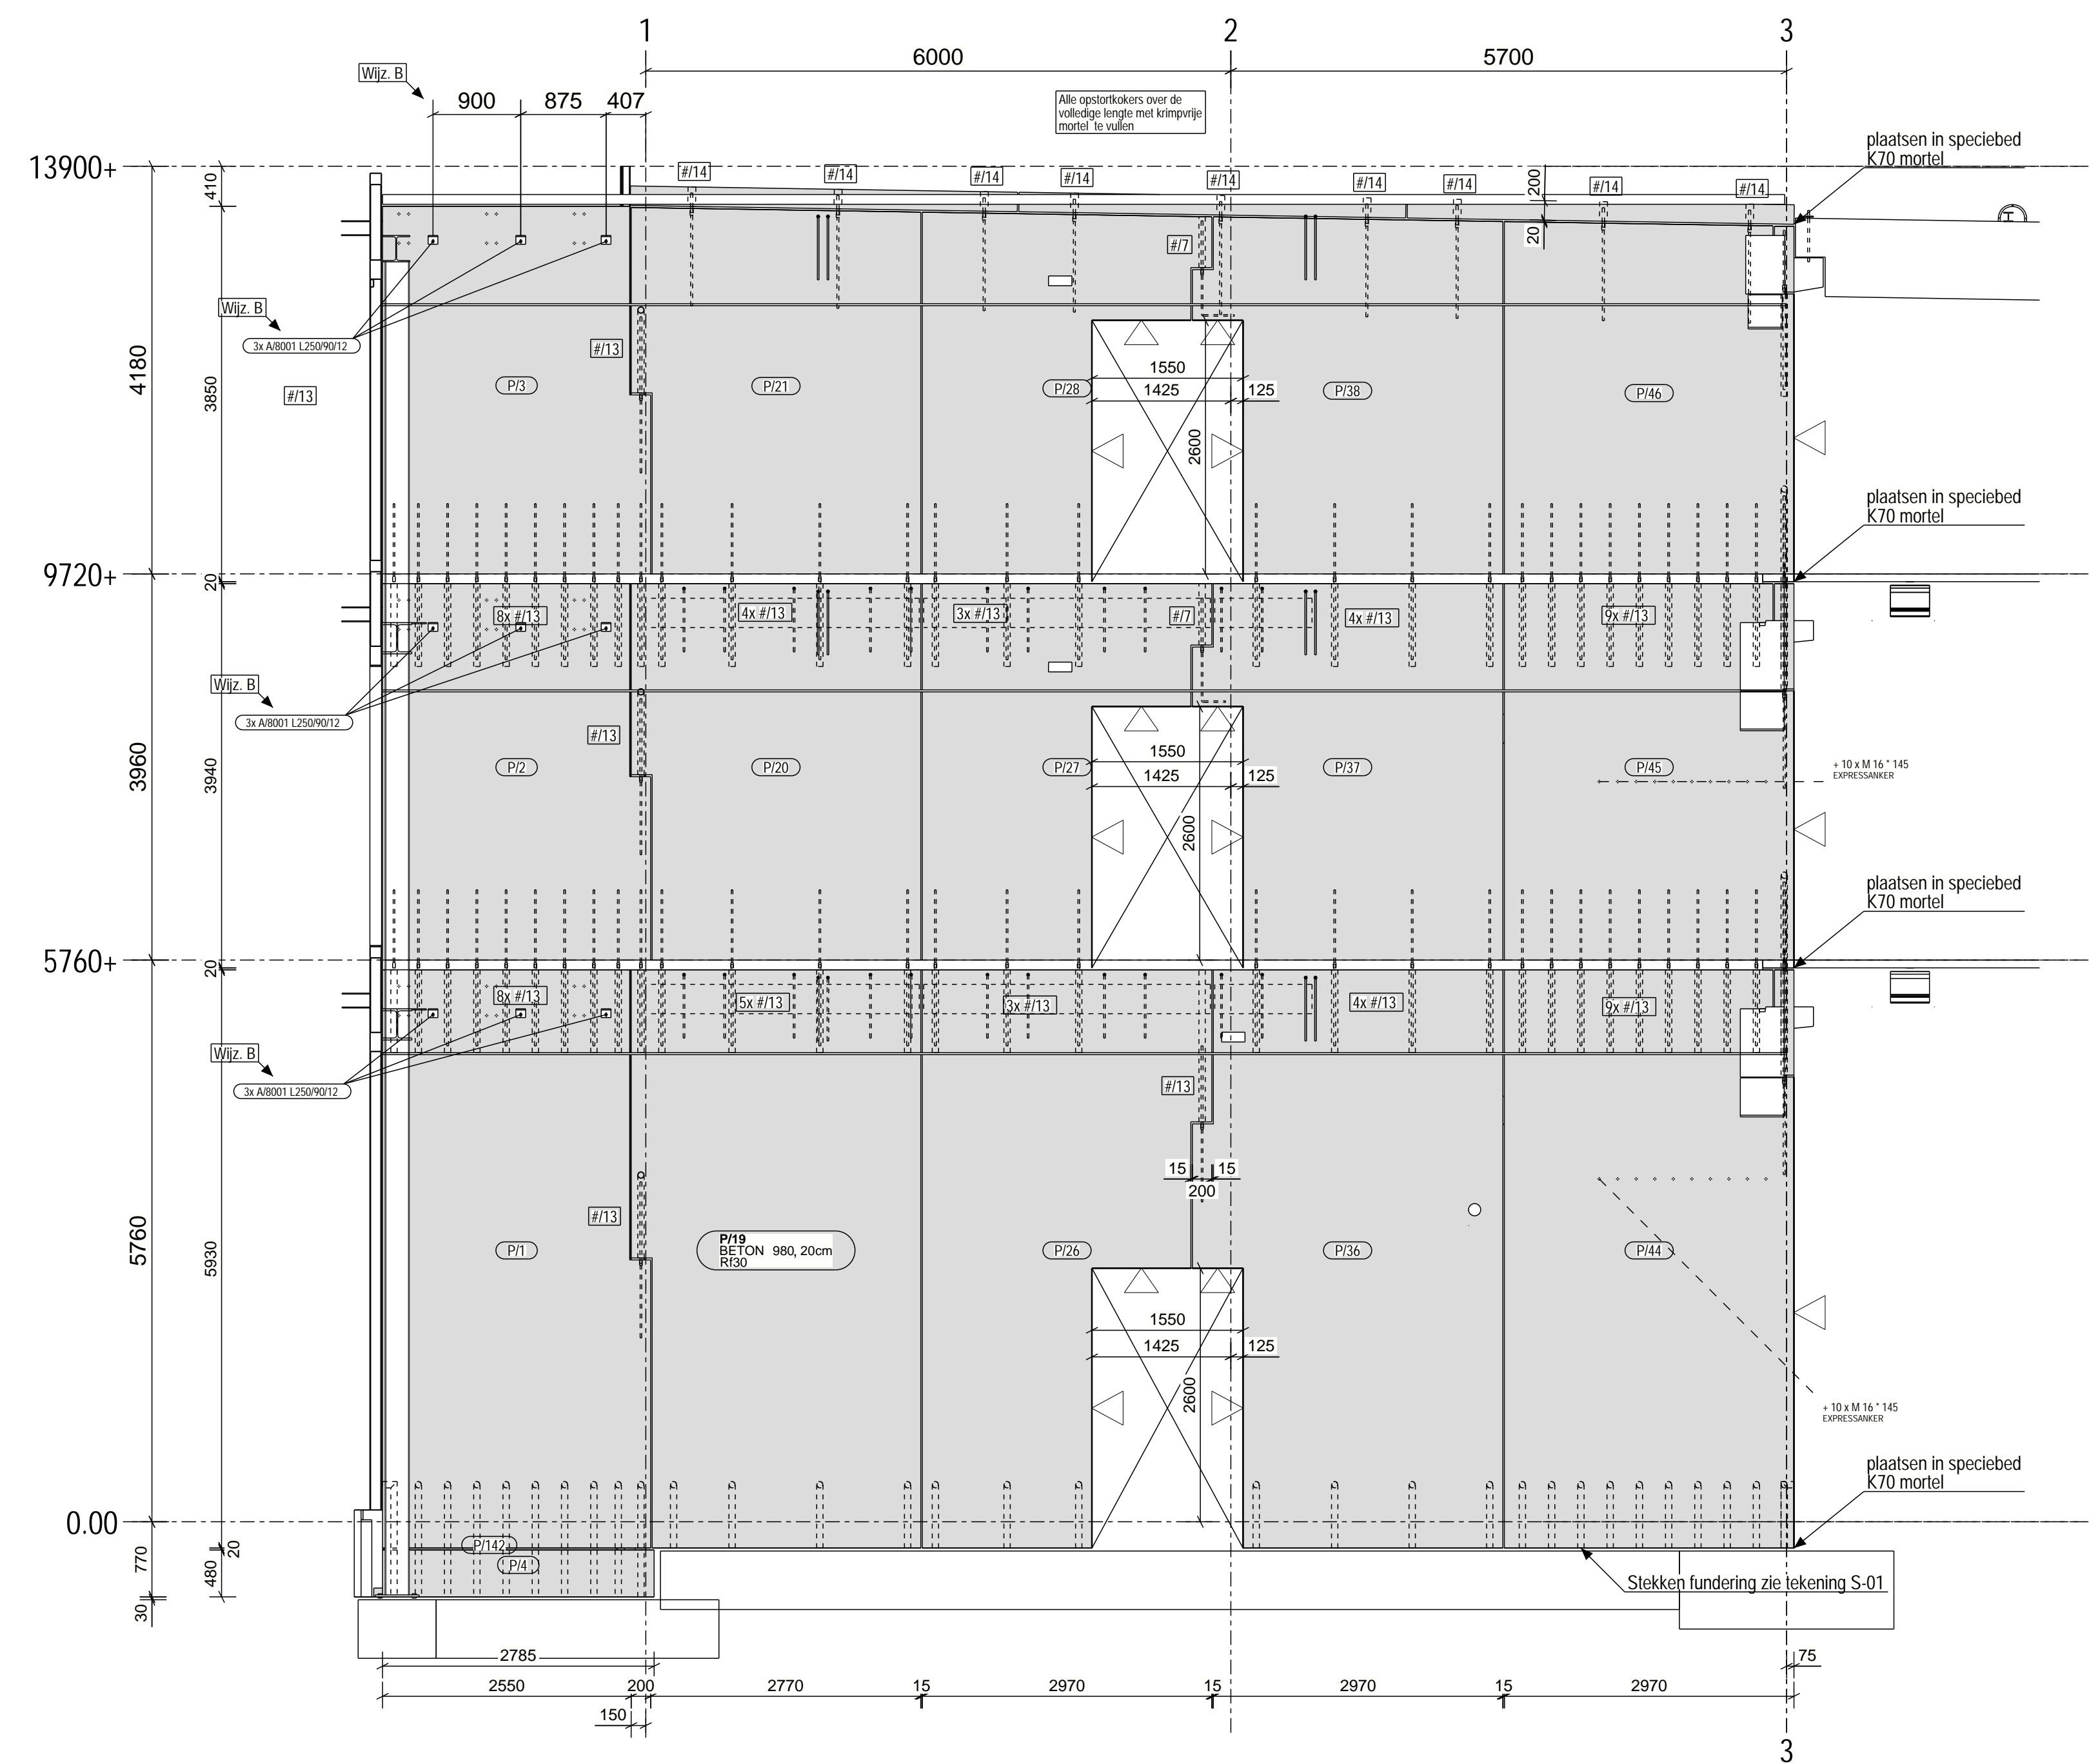 1
2
3
6000
5700
Wijz. B
900
875
407
Alle opstortkokers over de
volledige lengte met krimpvrije
mortel te vullen
plaatsen in speciebed
K70 mortel
13900+
410
#/14
#/14
#/14
#/14
#/14
#/14
#/14
#/14
#/14
200
20
#/7
Wijz. B
3x A/8001 L250/90/12
#/13
#/13
4180
3850
P/3
P/21
P/28
P/38
P/46
1550
1425
125
2600
plaatsen in speciebed
K70 mortel
9720+
20
8x #/13
4x #/13
3x #/13
#/7
4x #/13
9x #/13
Wijz. B
3x A/8001 L250/90/12
#/13
3960
3940
P/2
P/20
P/27
P/37
P/45
1550
1425
125
2600
+ 10 x M 16 * 145
EXPRESSANKER
plaatsen in speciebed
K70 mortel
5760+
20
8x #/13
5x #/13
3x #/13
4x #/13
9x #/13
Wijz. B
3x A/8001 L250/90/12
#/13
15
15
200
#/13
5760
5930
P/1
P/19
BETON 980, 20cm
Rf30
P/26
P/36
P/44
1550
1425
125
2600
+ 10 x M 16 * 145
EXPRESSANKER
plaatsen in speciebed
K70 mortel
0.00
20
770
480
30
P/142
P/4
Stekken fundering zie tekening S-01
2785
75
2550
200
2770
15
2970
15
2970
15
2970
150
3